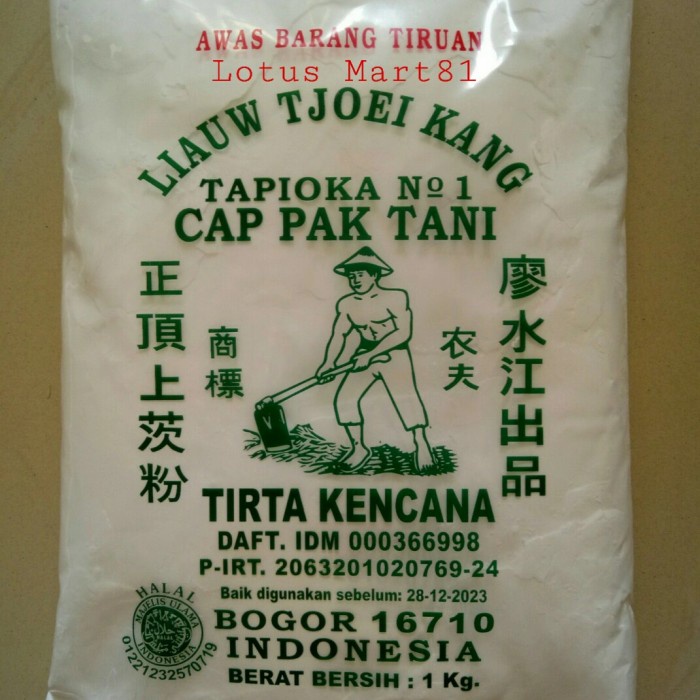 AWAS BARANG TIRUAN
Lotus Mart81
LIAUW TJOEI KANG
TAPIOKA No 1
CAP PAK TANI
正頂上茨粉
商標
农夫
廖水江出品
TIRTA KENCANA
DAFT. IDM 000366998
P-IRT. 2063201020769-24
Baik digunakan sebelum: 28-12-2023
HALAL
MAJELIS ULAMA
INDONESIA
01221232570719
BOGOR 16710
INDONESIA
BERAT BERSIH : 1 Kg.